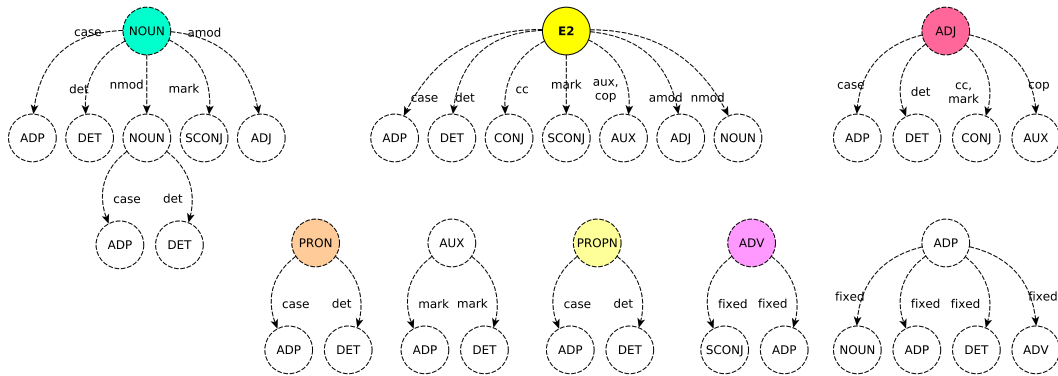 NOUN
E2
ADJ
case
amod
det
nmod
mark
case
det
cc
mark
aux,
cop
amod
nmod
case
det
cc,
mark
cop
ADP
DET
NOUN
SCONJ
ADJ
ADP
DET
CONJ
SCONJ
AUX
ADJ
NOUN
ADP
DET
CONJ
AUX
case
det
ADP
DET
PRON
AUX
PROPN
ADV
ADP
case
det
mark
mark
case
det
fixed
fixed
fixed
fixed
fixed
fixed
ADP
DET
ADP
DET
ADP
DET
SCONJ
ADP
NOUN
ADP
DET
ADV